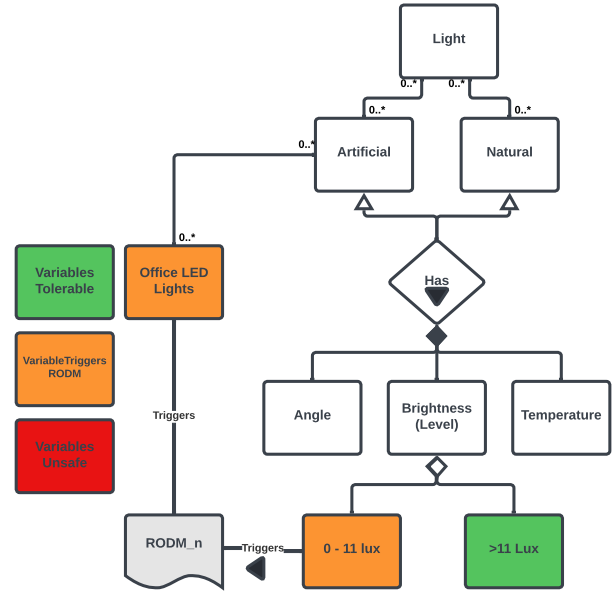 Light
0..*
0..*
0..*
0..*
Artificial
Natural
0..*
0..*
Variables
Tolerable
Office LED
Lights
Has
VariableTriggers
RODM
Angle
Brightness
(Level)
Temperature
Triggers
Variables
Unsafe
RODM_n
Triggers
0 - 11 lux
>11 Lux